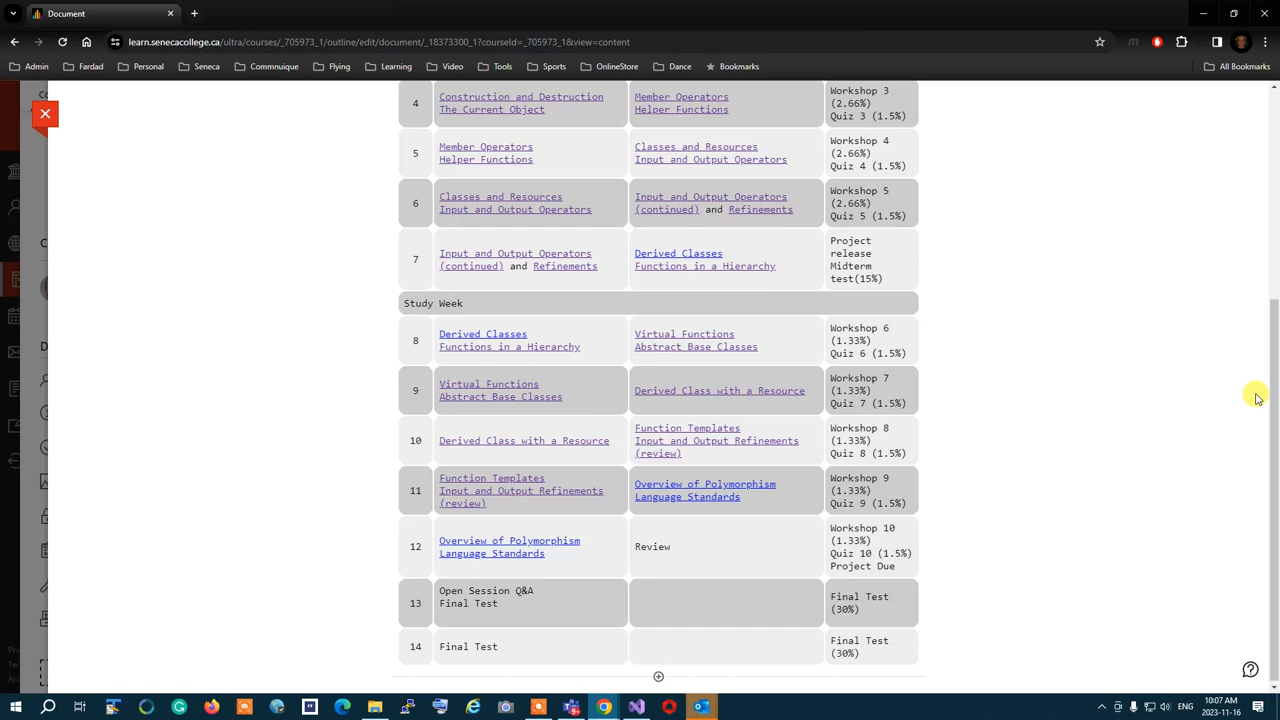 Document
learn.senecacollege.ca/ultra/courses/_705973_1/outline/edit/document/_18373300_1?courseId=_705973_1&view=content
Admin Fardad Personal Seneca Commnuique Flying Learning Video Tools Sports OnlineStore Dance Bookmarks All Bookmarks
4
Construction and Destruction
The Current Object
Member Operators
Helper Functions
Workshop 3
(2.66%)
Quiz 3 (1.5%)
5
Member Operators
Helper Functions
Classes and Resources
Input and Output Operators
Workshop 4
(2.66%)
Quiz 4 (1.5%)
6
Classes and Resources
Input and Output Operators
Input and Output Operators
(continued) and Refinements
Workshop 5
(2.66%)
Quiz 5 (1.5%)
7
Input and Output Operators
(continued) and Refinements
Derived Classes
Functions in a Hierarchy
Project
release
Midterm
test(15%)
Study Week
8
Derived Classes
Functions in a Hierarchy
Virtual Functions
Abstract Base Classes
Workshop 6
(1.33%)
Quiz 6 (1.5%)
9
Virtual Functions
Abstract Base Classes
Derived Class with a Resource
Workshop 7
(1.33%)
Quiz 7 (1.5%)
10
Derived Class with a Resource
Function Templates
Input and Output Refinements
(review)
Workshop 8
(1.33%)
Quiz 8 (1.5%)
11
Function Templates
Input and Output Refinements
(review)
Overview of Polymorphism
Language Standards
Workshop 9
(1.33%)
Quiz 9 (1.5%)
12
Overview of Polymorphism
Language Standards
Review
Workshop 10
(1.33%)
Quiz 10 (1.5%)
Project Due
13
Open Session Q&A
Final Test
Final Test
(30%)
14
Final Test
Final Test
(30%)
ENG
10:07 AM
2023-11-16